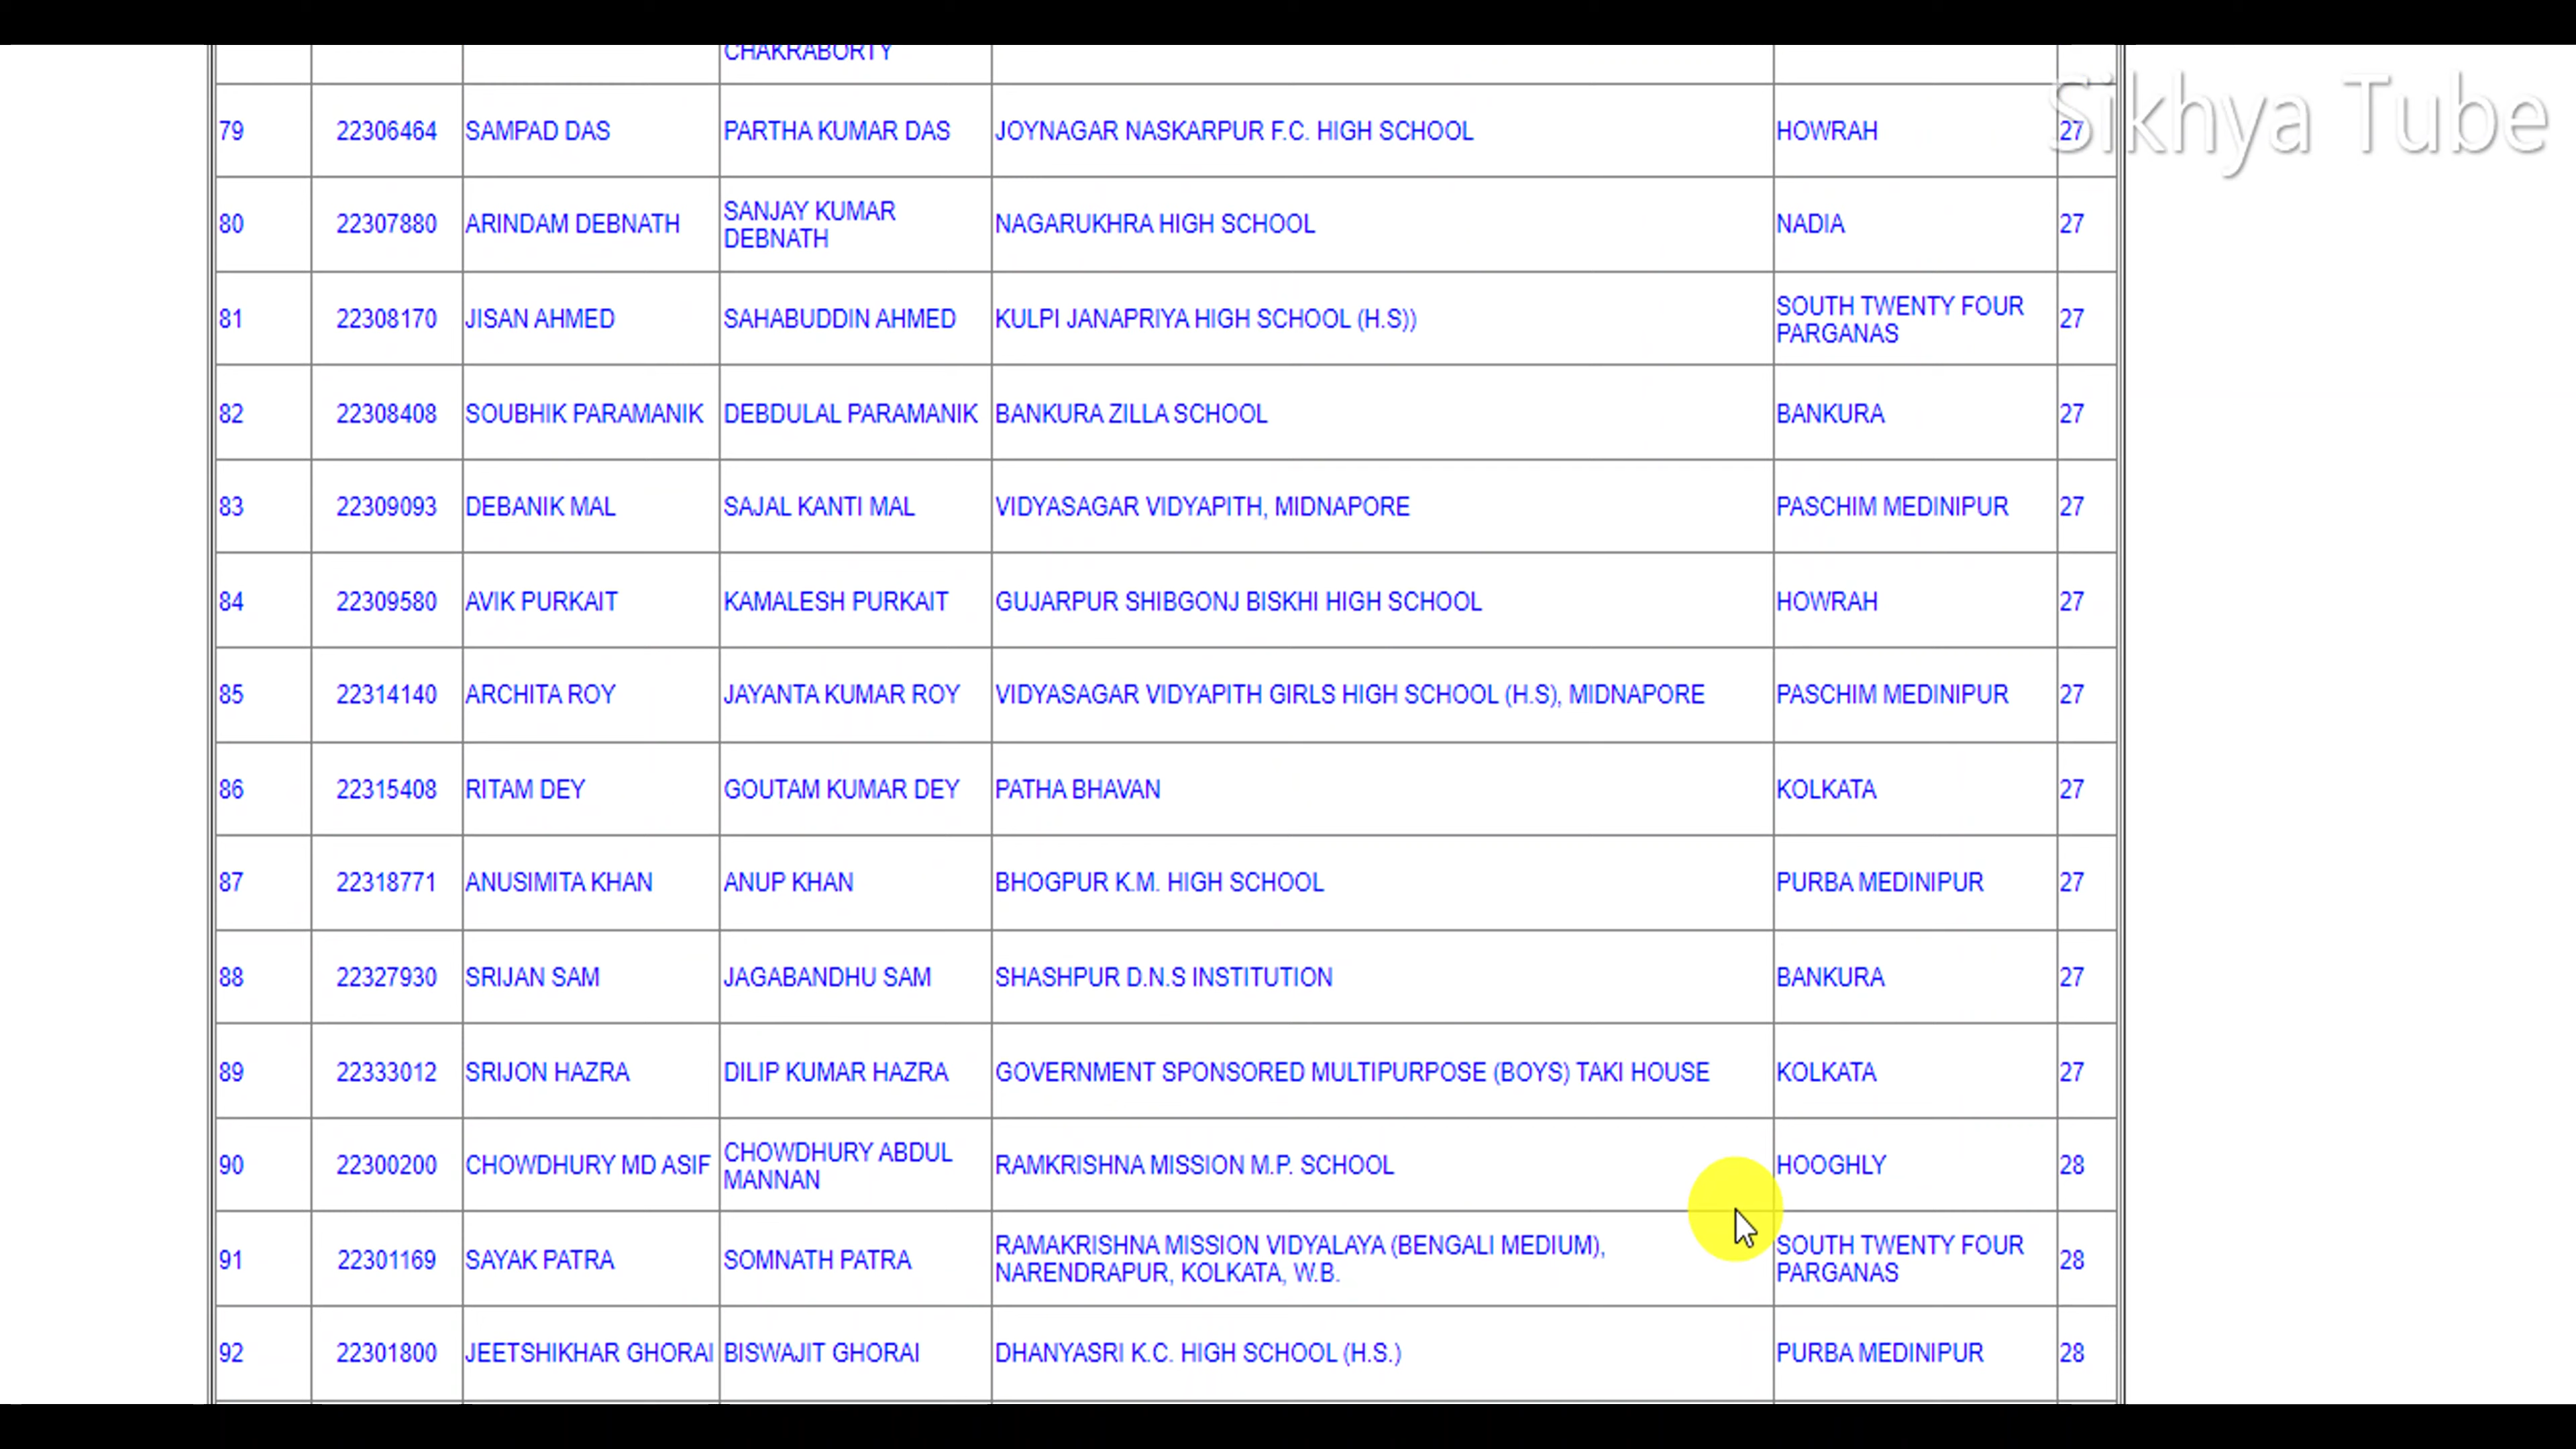 CHAKRABORTY
Sikhya Tube
79 22306464 SAMPAD DAS PARTHA KUMAR DAS JOYNAGAR NASKARPUR F.C. HIGH SCHOOL HOWRAH 27
80 22307880 ARINDAM DEBNATH SANJAY KUMAR DEBNATH NAGARUKHRA HIGH SCHOOL NADIA 27
81 22308170 JISAN AHMED SAHABUDDIN AHMED KULPI JANAPRIYA HIGH SCHOOL (H.S)) SOUTH TWENTY FOUR PARGANAS 27
82 22308408 SOUBHIK PARAMANIK DEBDULAL PARAMANIK BANKURA ZILLA SCHOOL BANKURA 27
83 22309093 DEBANIK MAL SAJAL KANTI MAL VIDYASAGAR VIDYAPITH, MIDNAPORE PASCHIM MEDINIPUR 27
84 22309580 AVIK PURKAIT KAMALESH PURKAIT GUJARPUR SHIBGONJ BISKHI HIGH SCHOOL HOWRAH 27
85 22314140 ARCHITA ROY JAYANTA KUMAR ROY VIDYASAGAR VIDYAPITH GIRLS HIGH SCHOOL (H.S), MIDNAPORE PASCHIM MEDINIPUR 27
86 22315408 RITAM DEY GOUTAM KUMAR DEY PATHA BHAVAN KOLKATA 27
87 22318771 ANUSIMITA KHAN ANUP KHAN BHOGPUR K.M. HIGH SCHOOL PURBA MEDINIPUR 27
88 22327930 SRIJAN SAM JAGABANDHU SAM SHASHPUR D.N.S INSTITUTION BANKURA 27
89 22333012 SRIJON HAZRA DILIP KUMAR HAZRA GOVERNMENT SPONSORED MULTIPURPOSE (BOYS) TAKI HOUSE KOLKATA 27
90 22300200 CHOWDHURY MD ASIF CHOWDHURY ABDUL MANNAN RAMKRISHNA MISSION M.P. SCHOOL HOOGHLY 28
91 22301169 SAYAK PATRA SOMNATH PATRA RAMAKRISHNA MISSION VIDYALAYA (BENGALI MEDIUM), NARENDRAPUR, KOLKATA, W.B. SOUTH TWENTY FOUR PARGANAS 28
92 22301800 JEETSHIKHAR GHORAI BISWAJIT GHORAI DHANYASRI K.C. HIGH SCHOOL (H.S.) PURBA MEDINIPUR 28